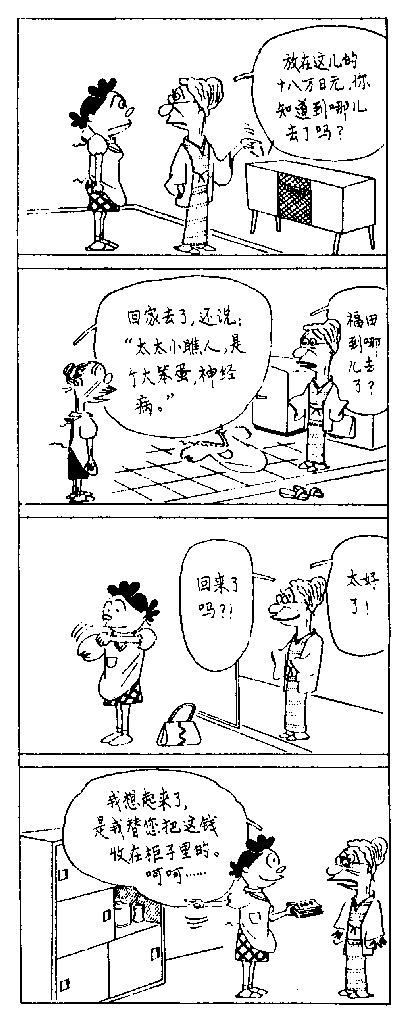 放在这儿的
十八万日元，你
知道到哪儿
去了吗？
回家去了，还说：
“太太小瞧人，是
个大笨蛋，神经
病。”
福田
到哪
儿去
了？
回来了
吗？！
太好
了！
我想起来了，
是我替您把这钱
收在柜子里的。
呵呵……